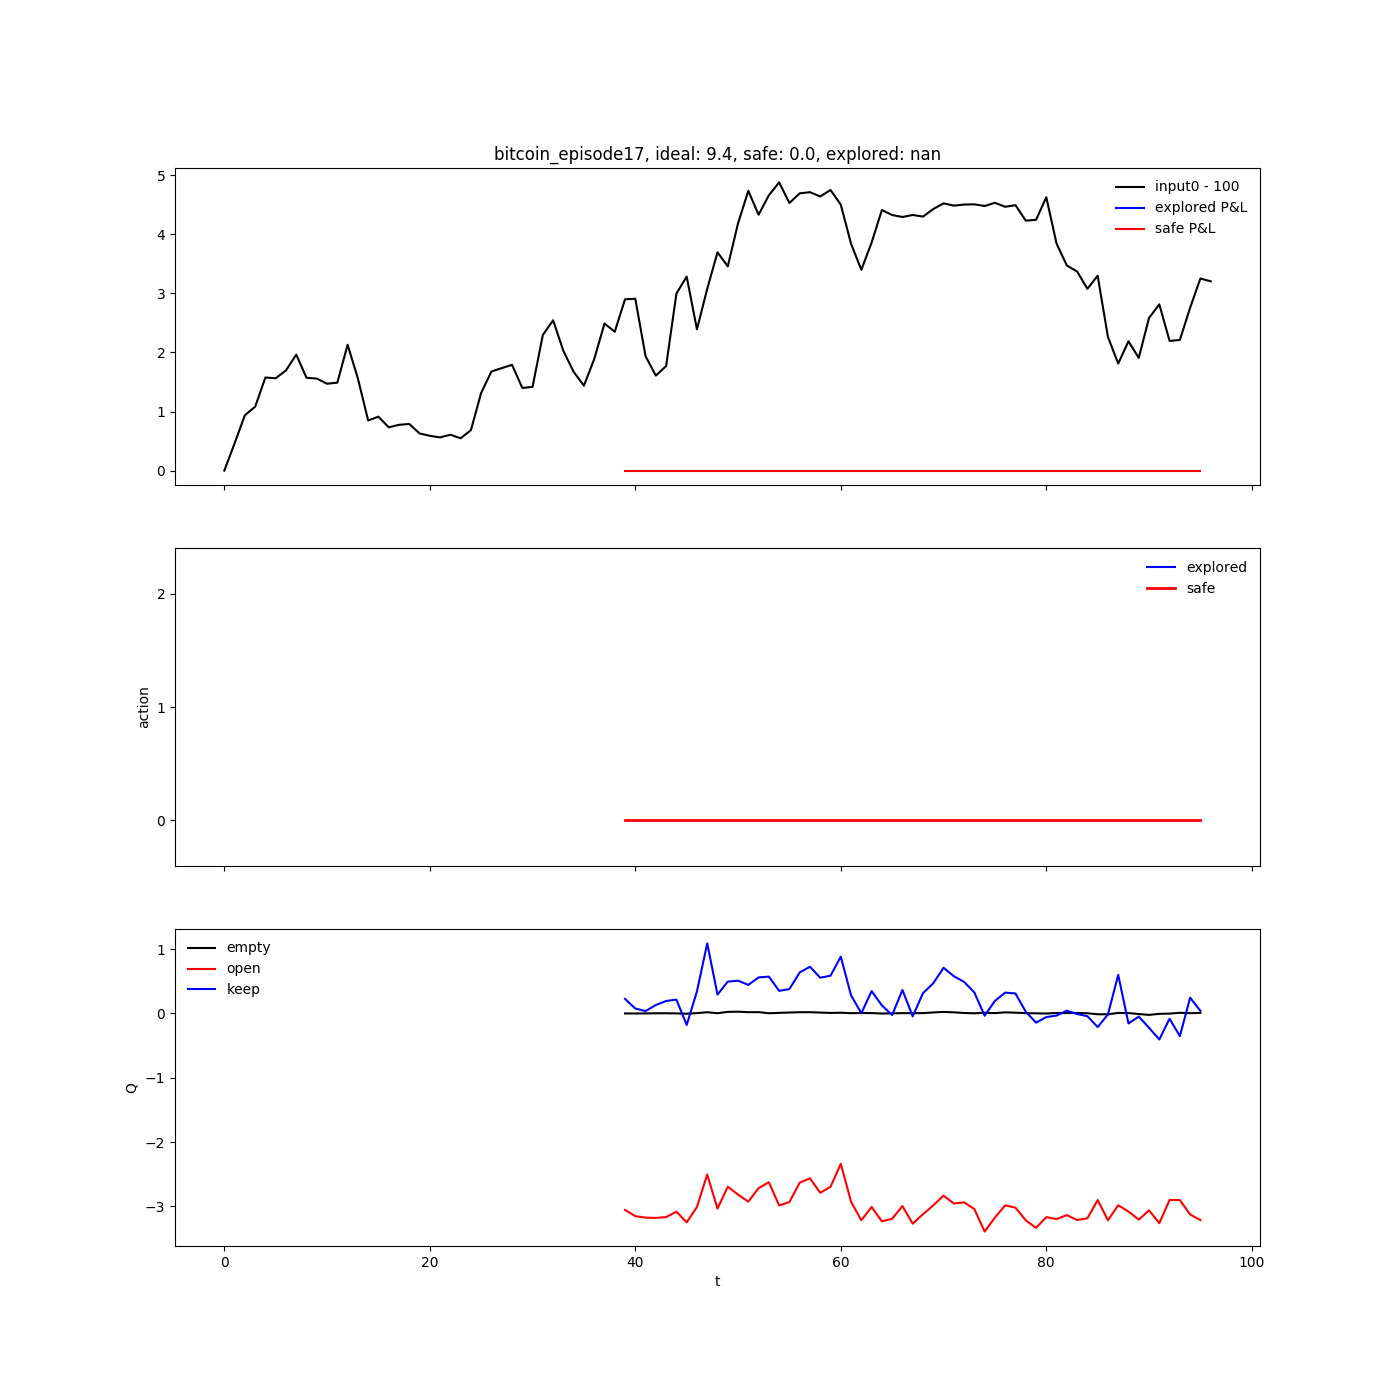 bitcoin_episode17, ideal: 9.4, safe: 0.0, explored: nan
5
4
3
2
1
0
input0 - 100
explored P&L
safe P&L
action
2
1
0
explored
safe
Q
1
0
−1
−2
−3
empty
open
keep
0
20
40
60
80
100
t